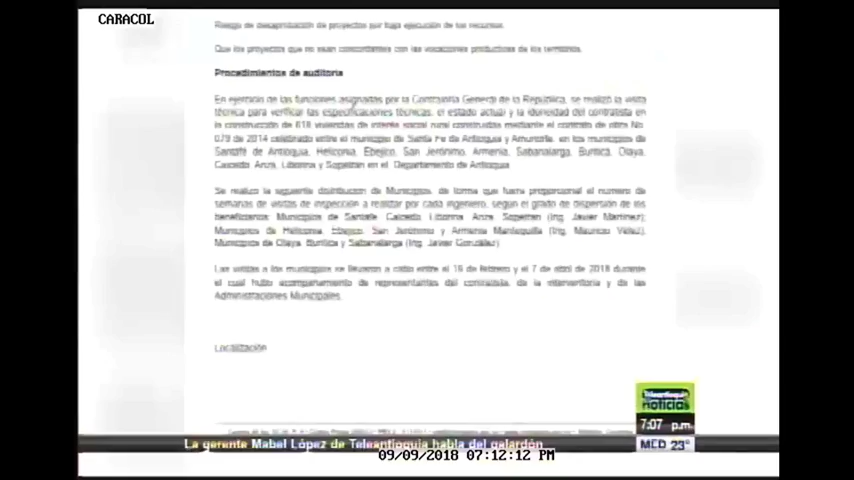 CARACOL
Riesgo de desaprobación de proyectos por baja ejecución de los recursos.
Que los proyectos que no sean concordantes con las vocaciones productivas de los territorios.
Procedimientos de auditoría
En ejercicio de las funciones asignadas por la Contraloría General de la República, se realizó la visita
técnica para verificar las especificaciones técnicas, el estado actual y la idoneidad del contratista en
la construcción de 618 viviendas de interés social rural construidas mediante el contrato de obra No.
079 de 2014 celebrado entre el municipio de Santa Fe de Antioquia y Amunorte, en los municipios de
Santafé de Antioquia, Heliconia, Ebejico, San Jerónimo, Armenia, Sabanalarga, Buriticá, Olaya,
Caicedo, Anza, Liborina y Sopetrán en el Departamento de Antioquia
Se realizó la siguiente distribución de Municipios, de forma que fuera proporcional el número de
semanas de visitas de inspección a realizar por cada ingeniero, según el grado de dispersión de los
beneficiarios: Municipios de Santafé Caicedo, Liborina Anza Sopetran (Ing. Javier Martínez);
Municipios de Heliconia, Ebejico, San Jerónimo y Armenia Mantequilla (Ing. Mauricio Vélez);
Municipios de Olaya, Buriticá y Sabanalarga (Ing. Javier González)
Las visitas a los municipios se llevaron a cabo entre el 19 de febrero y el 7 de abril de 2018 durante
el cual hubo acompañamiento de representantes del contratista, de la interventoría y de las
Administraciones Municipales.
Localización
Teleantioquia
Noticias
7:07 p.m.
La gerente Mabel López de Teleantioquia habla del galardón
MED 23°
09/09/2018 07:12:12 PM